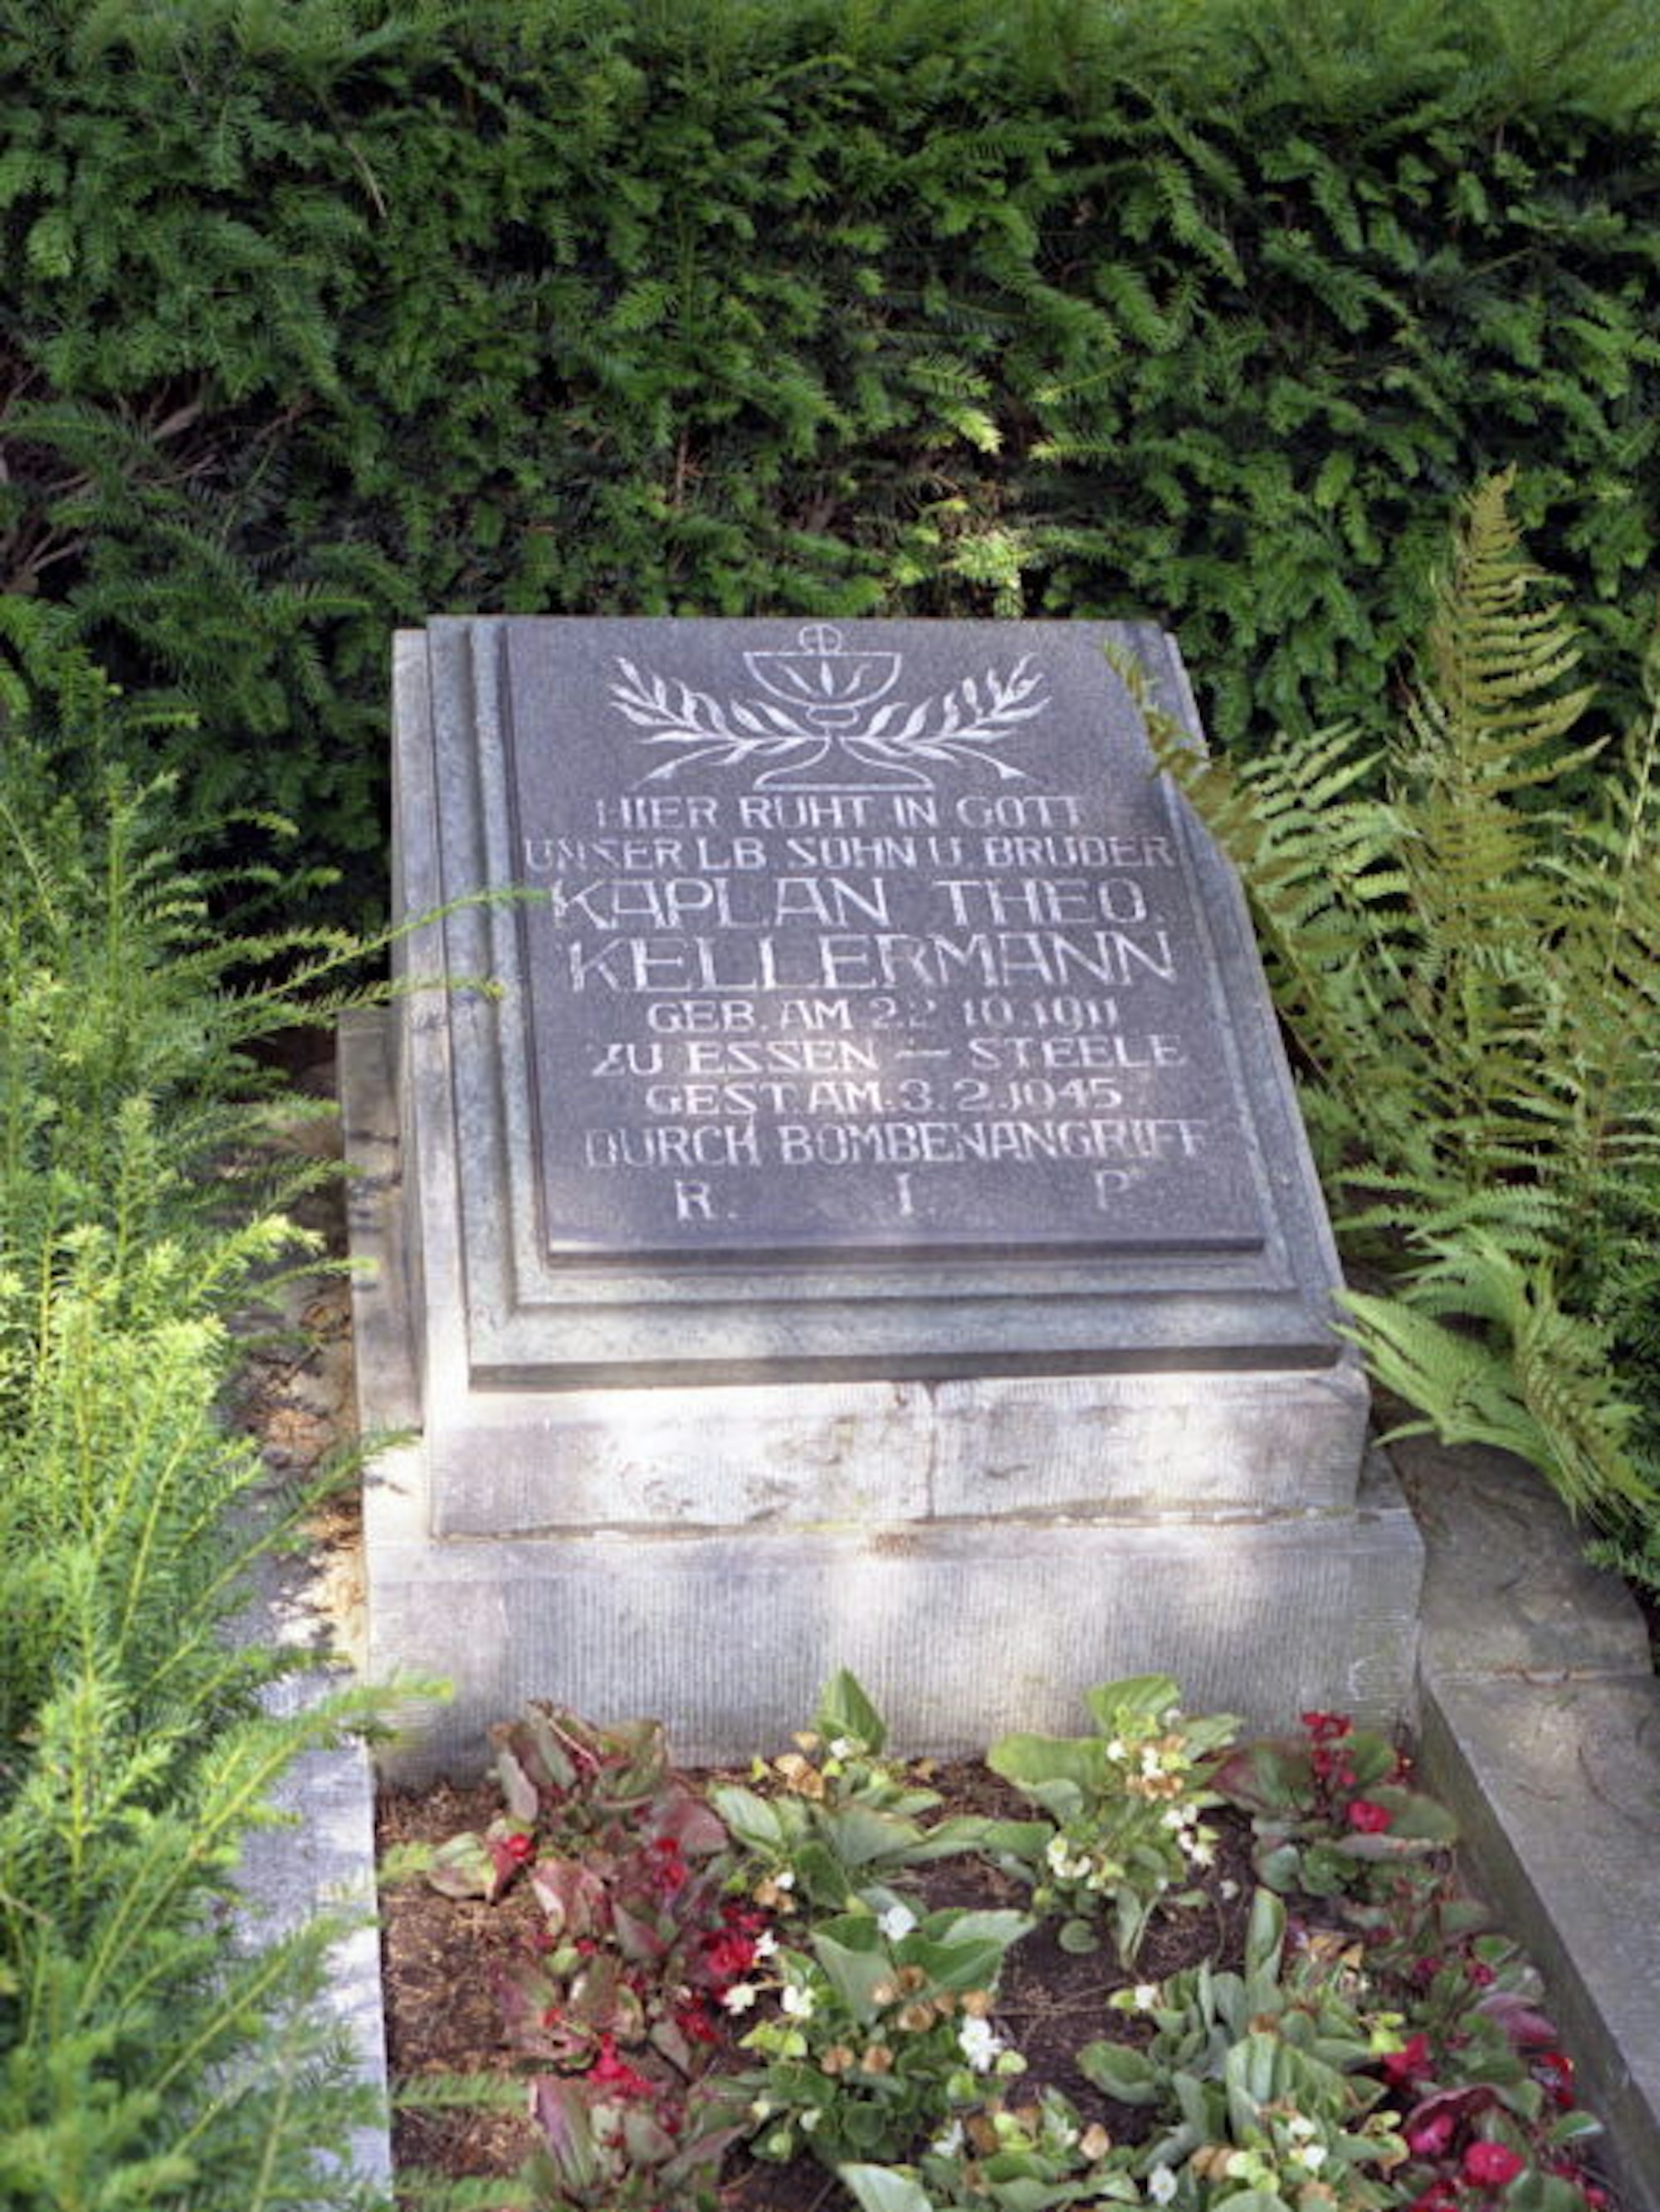 HIER RUHT IN GOTT
UNSER LB. SOHN U. BRUDER
KAPLAN THEO.
KELLERMANN
GEB. AM 22.10.1911
ZU ESSEN – STEELE
GEST. AM. 3.2.1945
DURCH BOMBENANGRIFF
R. I. P.